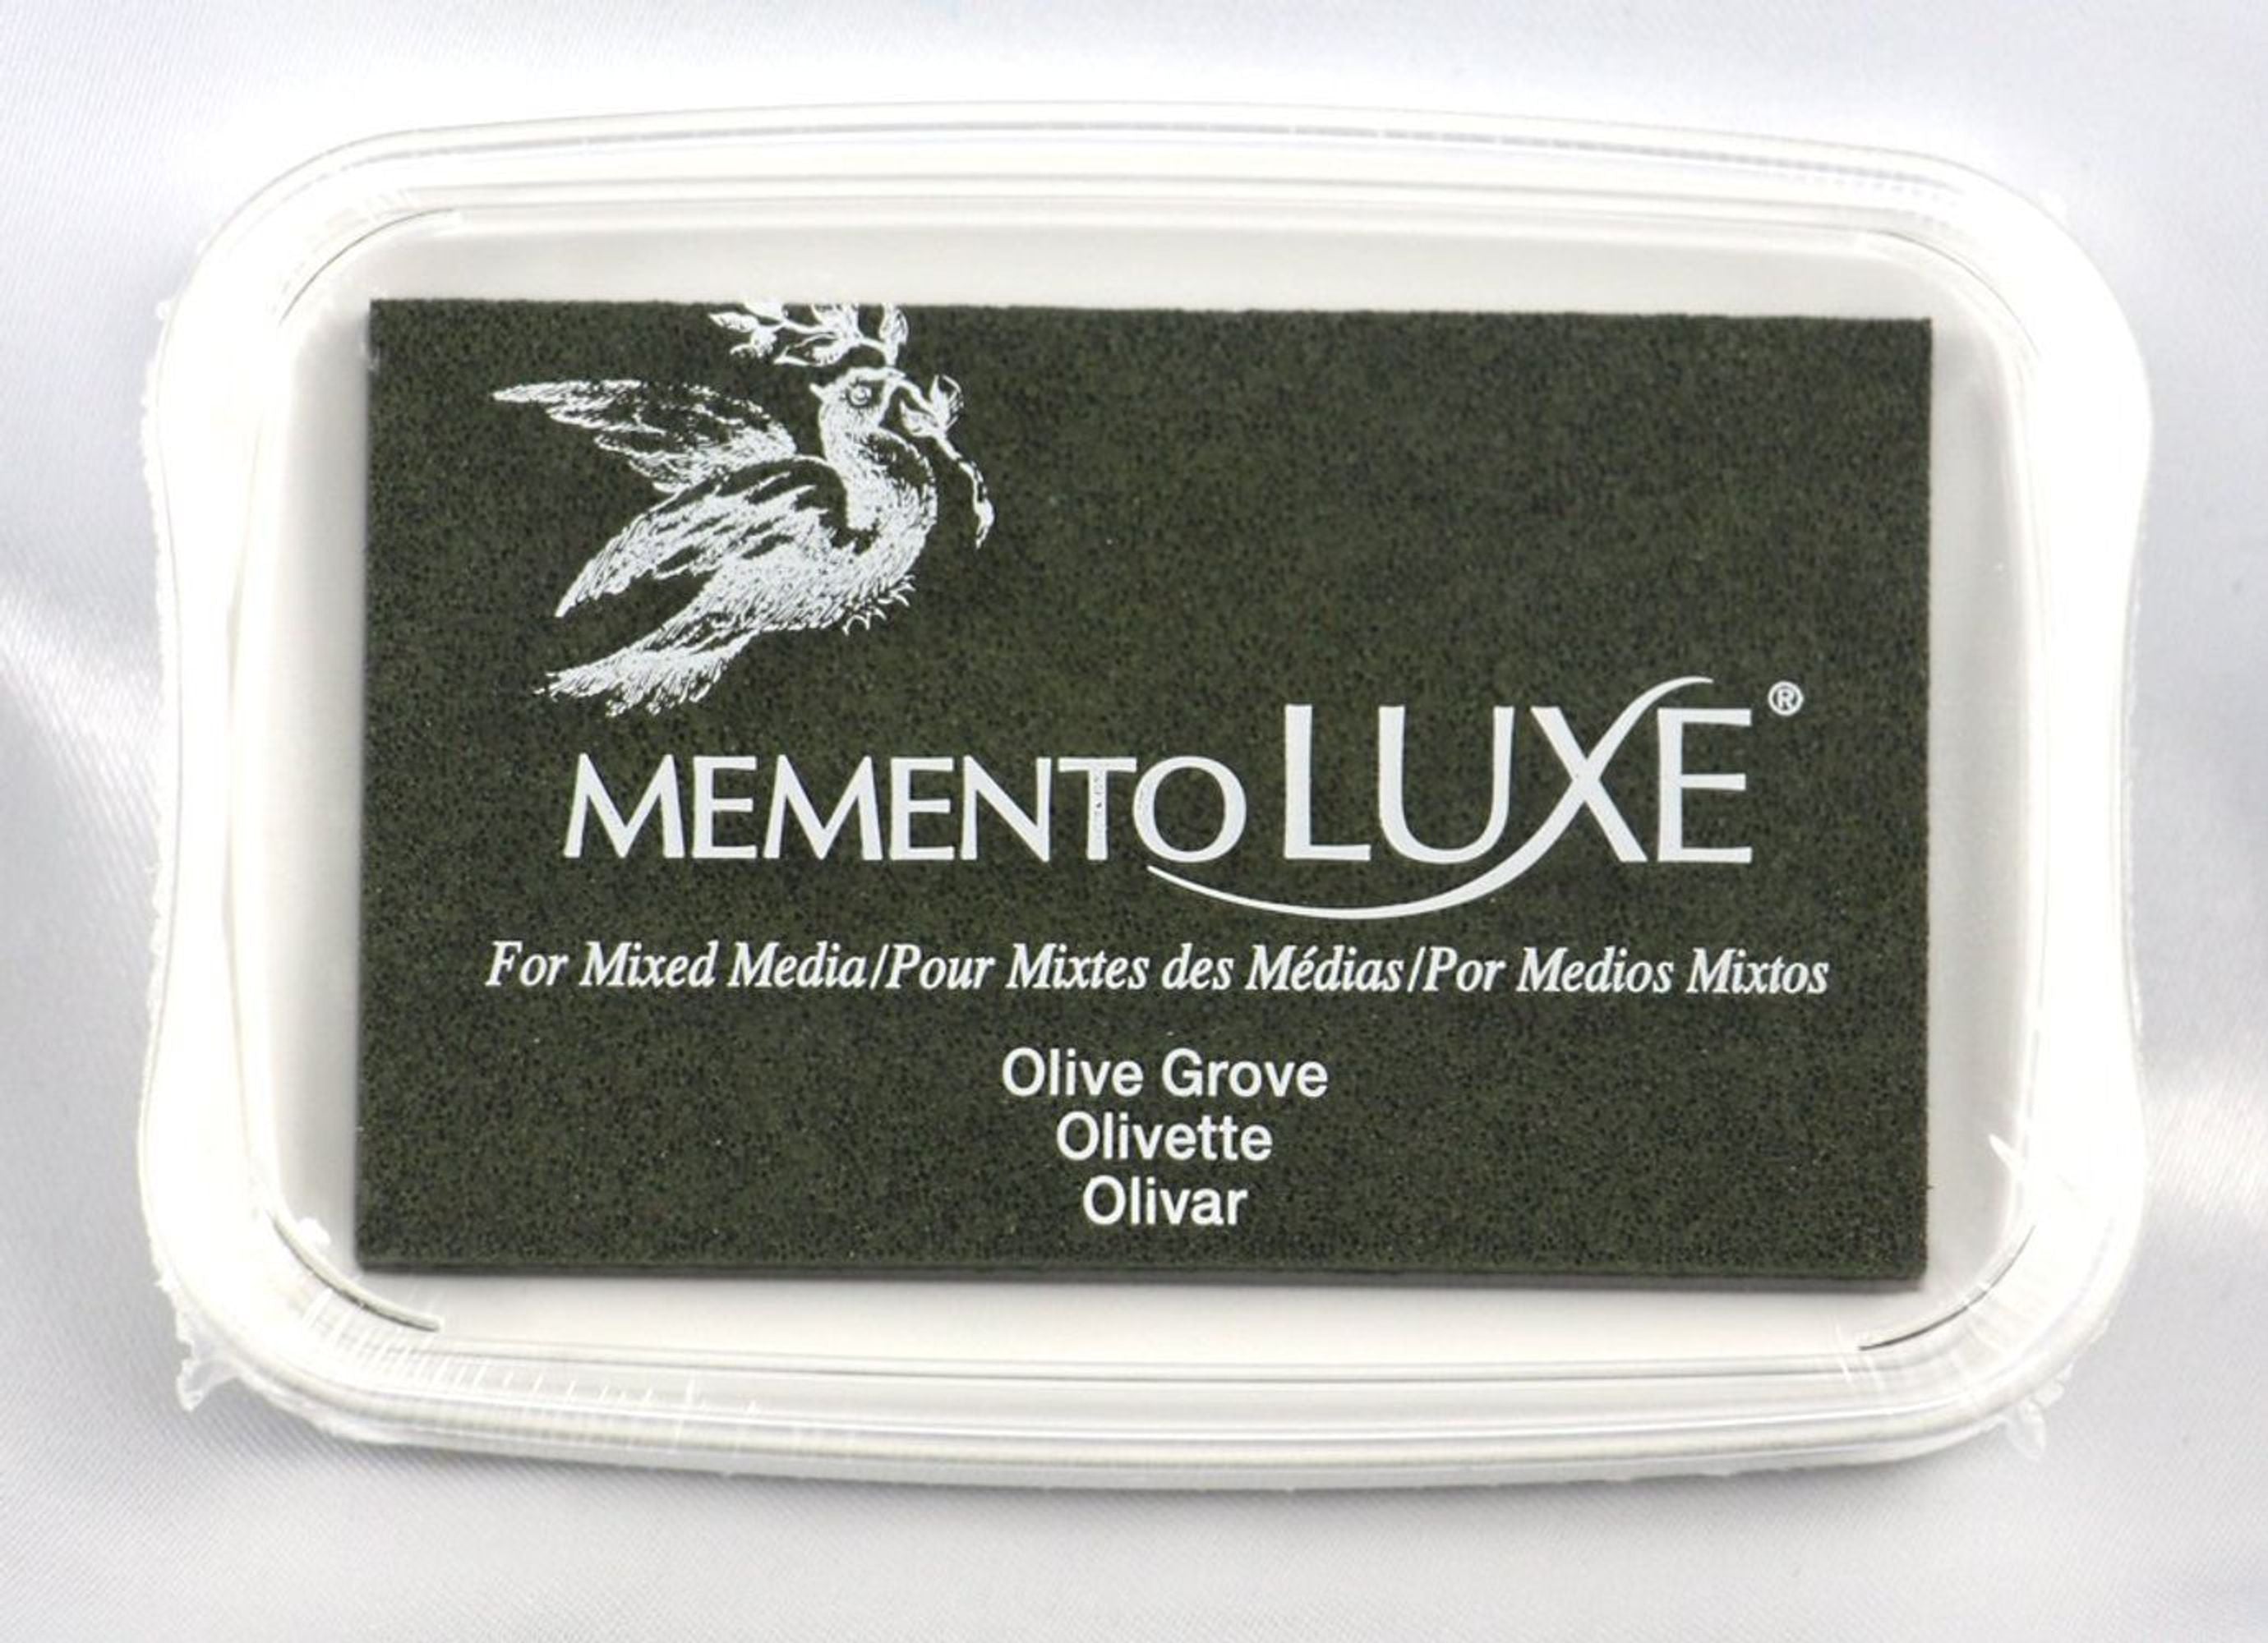 MEMENTO LUXE®
For Mixed Media/Pour Mixtes des Médias/Por Medios Mixtos
Olive Grove
Olivette
Olivar